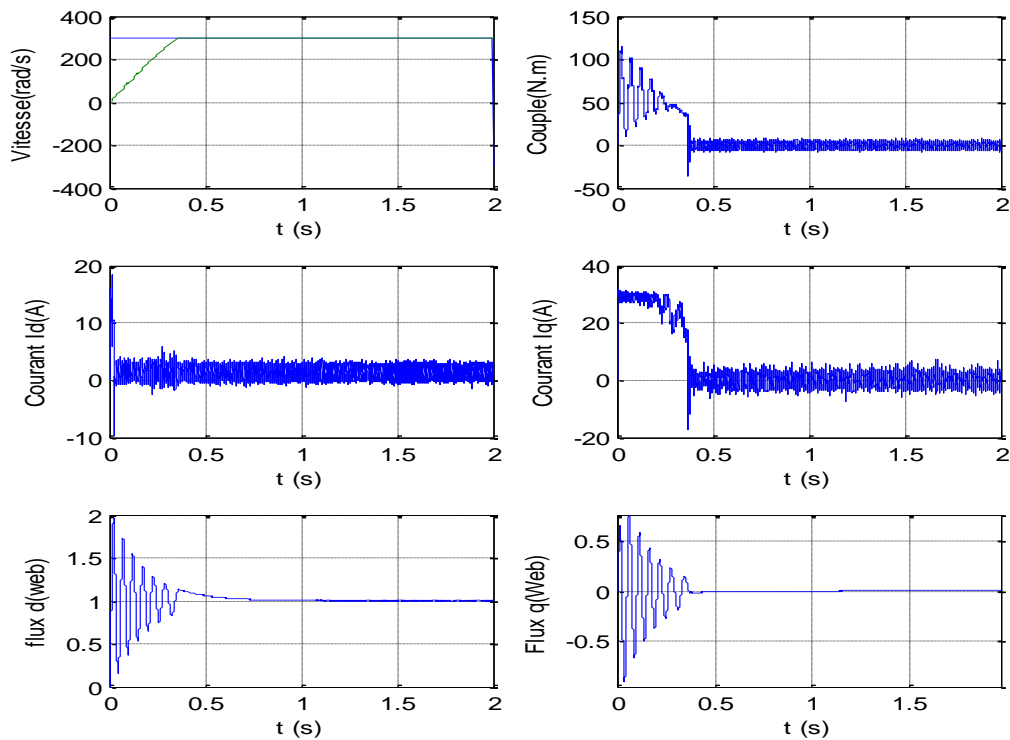 400
200
0
-200
-400
Vitesse(rad/s)
0 0.5 1 1.5 2
t (s)
150
100
50
0
-50
Couple(N.m)
0 0.5 1 1.5 2
t (s)
20
10
0
-10
Courant Id(A)
0 0.5 1 1.5 2
t (s)
40
20
0
-20
Courant Iq(A)
0 0.5 1 1.5 2
t (s)
2
1.5
1
0.5
0
flux d(web)
0 0.5 1 1.5 2
t (s)
0.5
0
-0.5
Flux q(Web)
0 0.5 1 1.5
t (s)